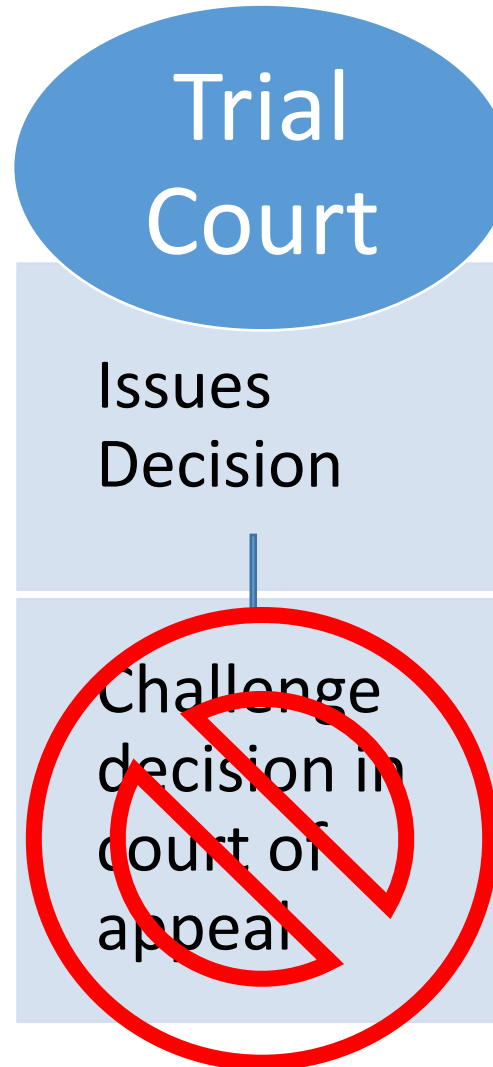 Trial
Court
Issues
Decision
Challenge
decision in
court of
appeal